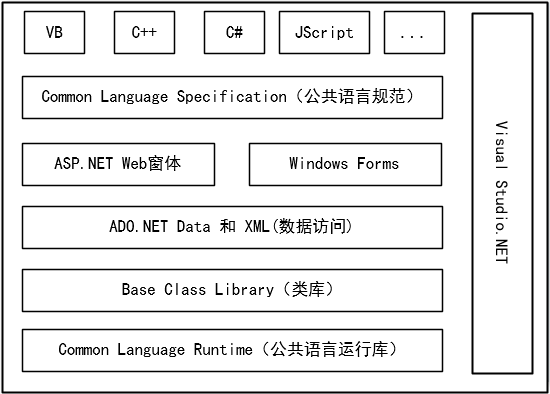 VB
C++
C#
JScript
...
Common Language Specification（公共语言规范）
ASP.NET Web窗体
Windows Forms
ADO.NET Data 和 XML(数据访问)
Base Class Library（类库）
Common Language Runtime（公共语言运行库）
Visual Studio.NET